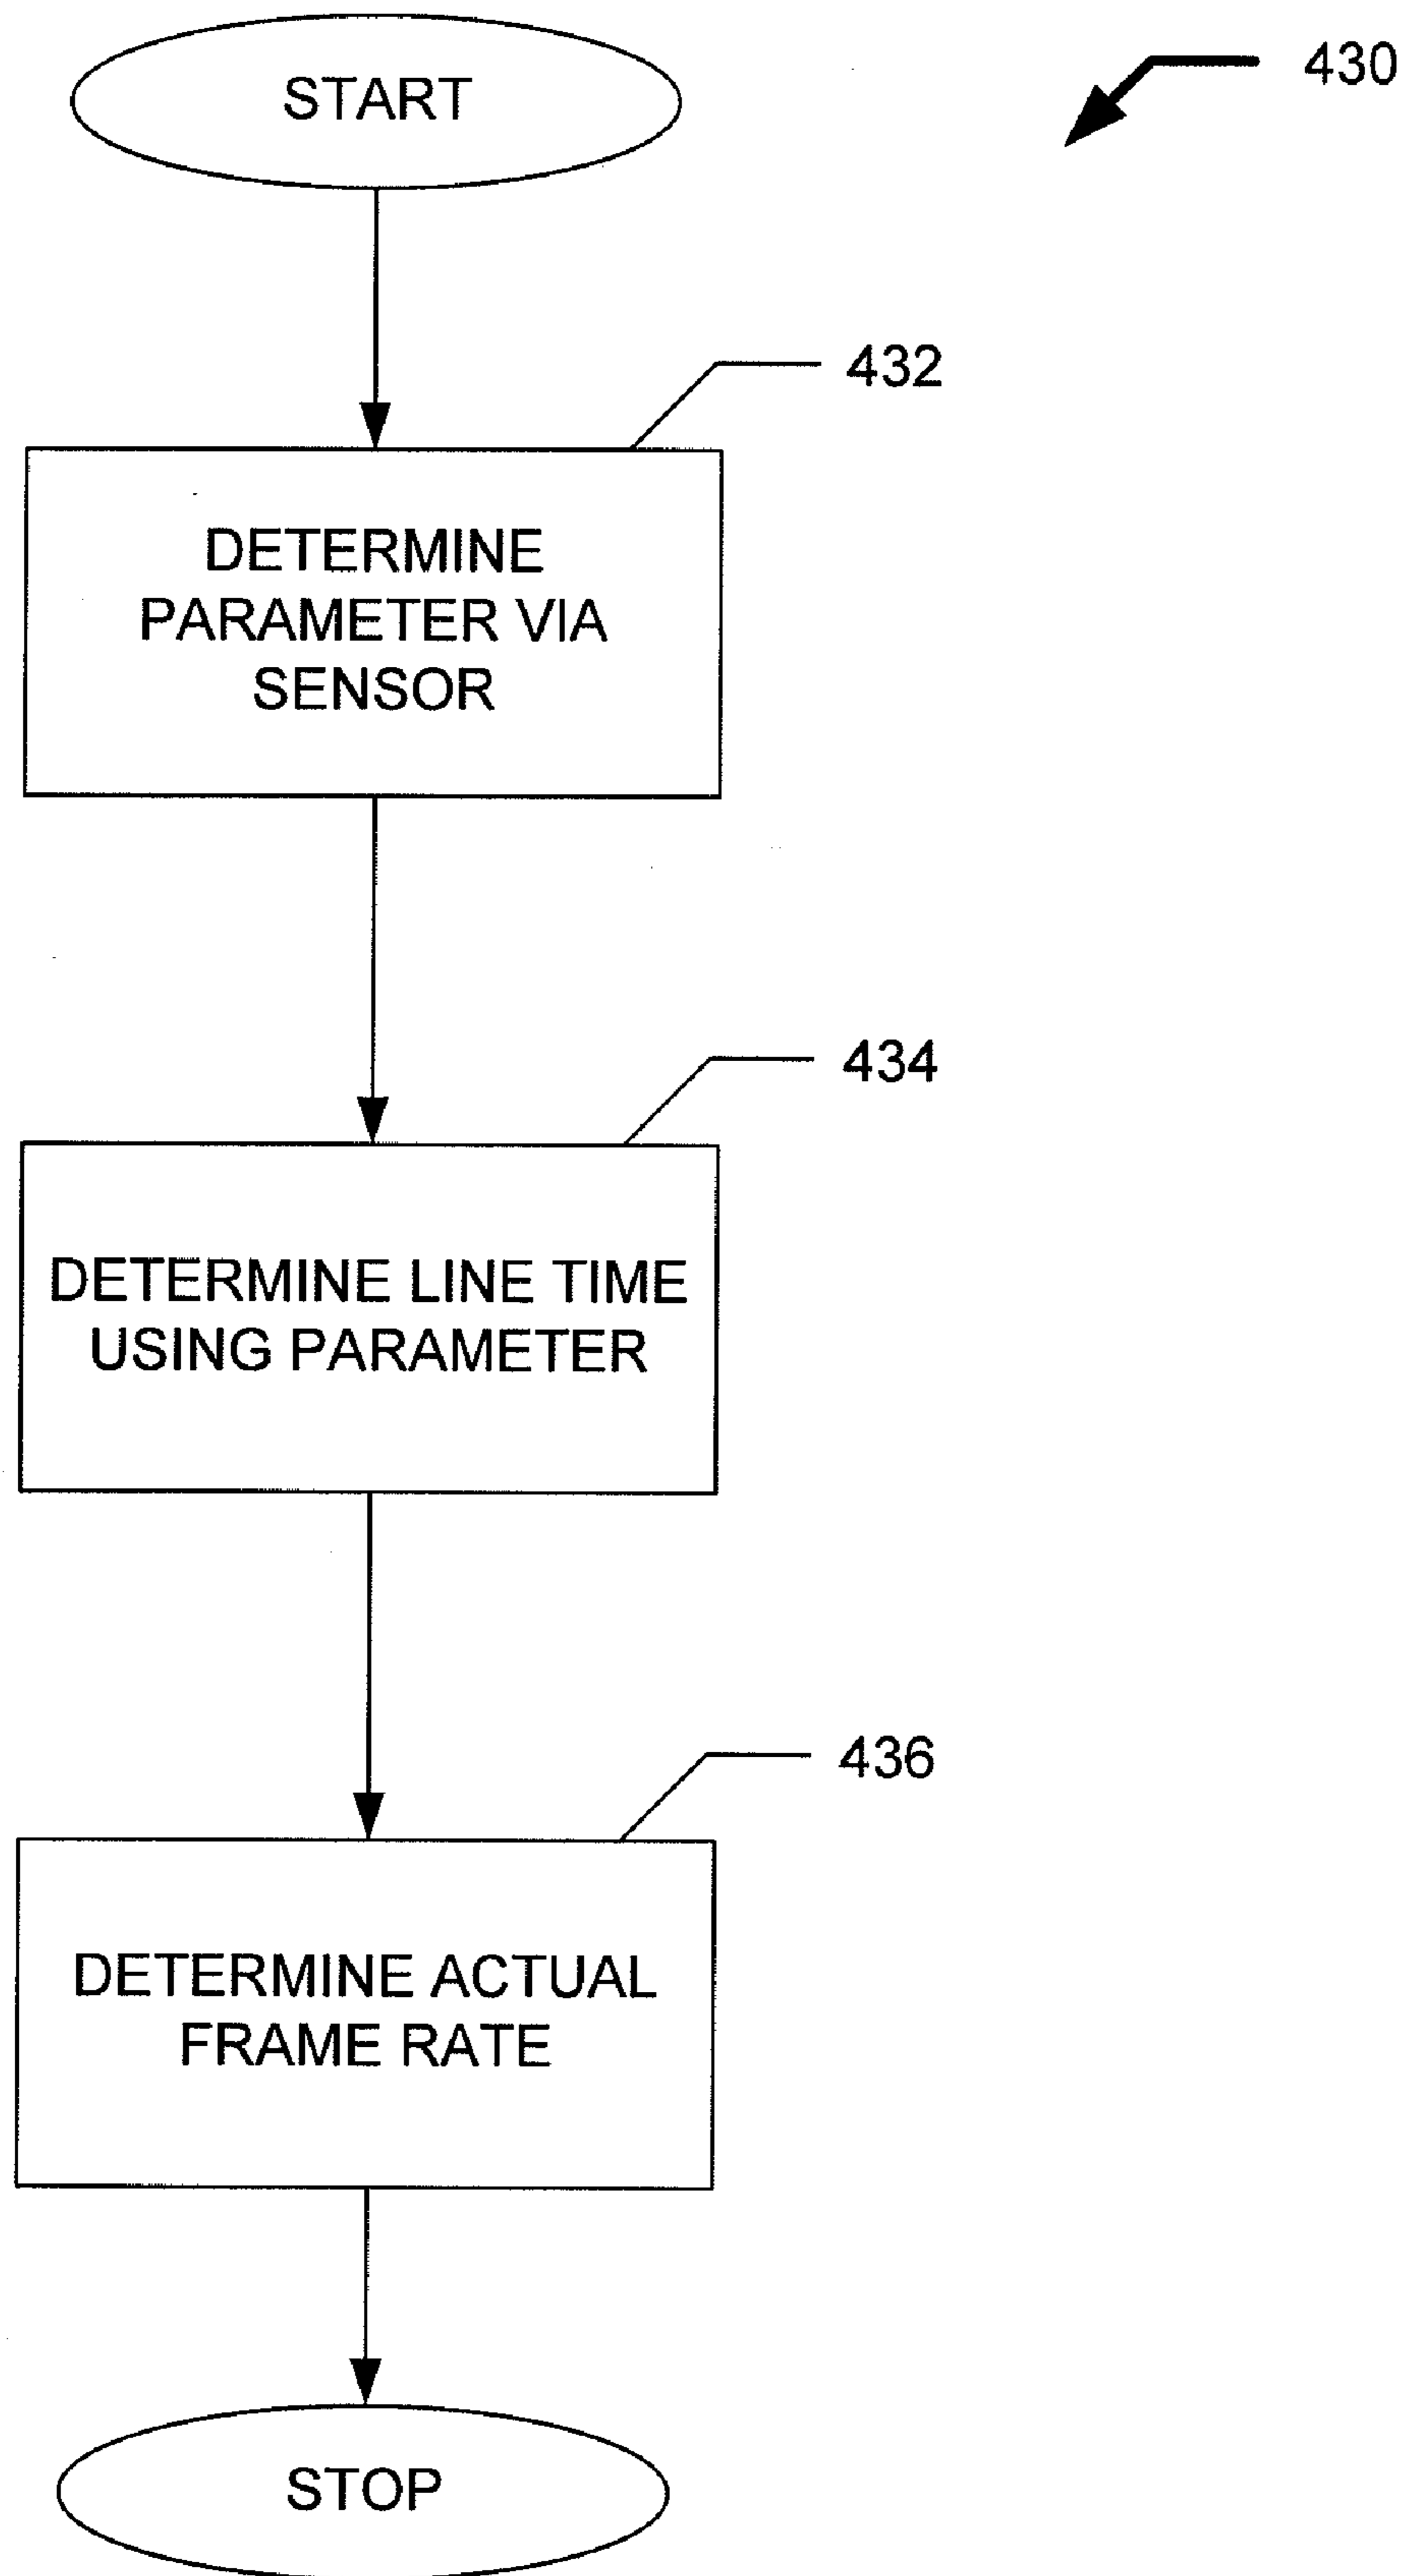 START
430
432
DETERMINE
PARAMETER VIA
SENSOR
434
DETERMINE LINE TIME
USING PARAMETER
436
DETERMINE ACTUAL
FRAME RATE
STOP